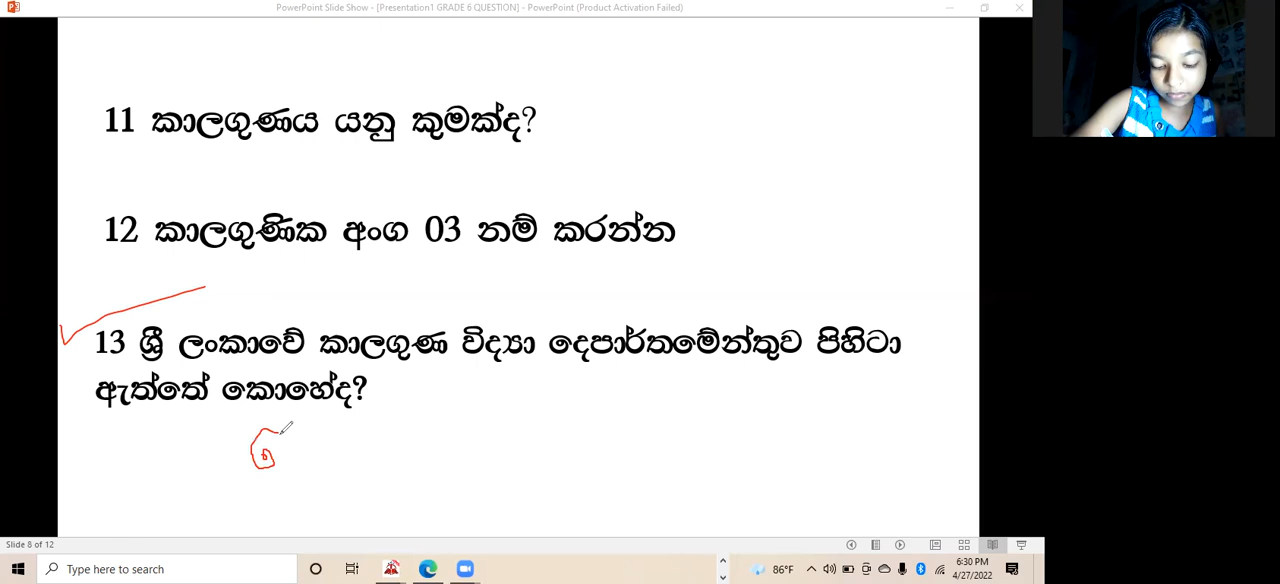 PowerPoint Slide Show - [Presentation1 GRADE 6 QUESTION] - PowerPoint (Product Activation Failed)
11 කාලගුණය යනු කුමක්ද?
12 කාලගුණික අංග 03 නම් කරන්න
13 ශ්‍රී ලංකාවේ කාලගුණ විද්‍යා දෙපාර්තමේන්තුව පිහිටා
ඇත්තේ කොහේද?
Slide 8 of 12
Type here to search
86°F
6:30 PM
4/27/2022